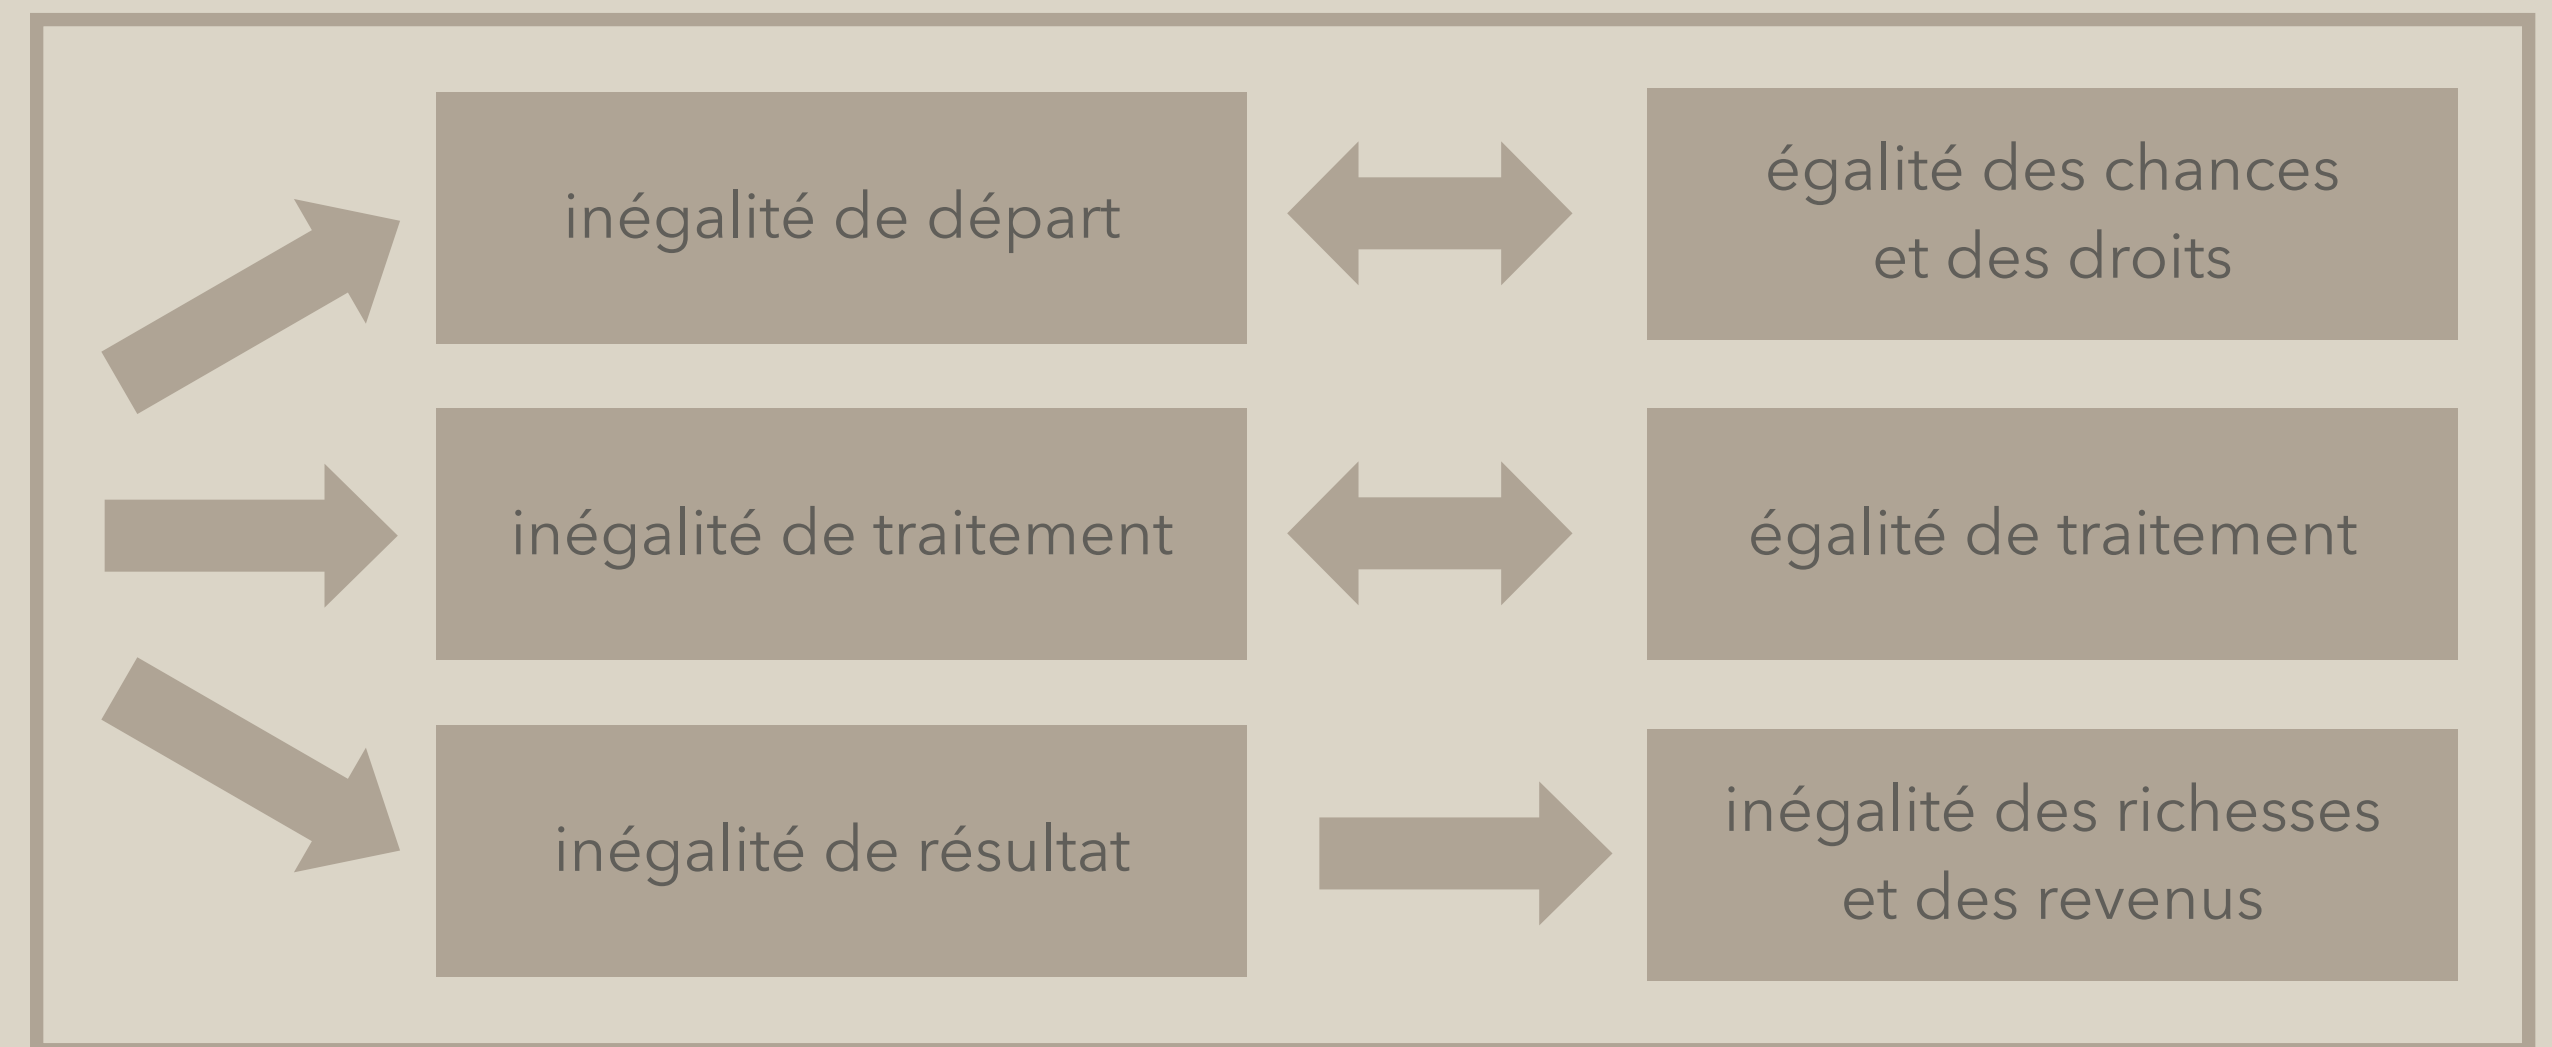 inégalité de départ
égalité des chances
et des droits
inégalité de traitement
égalité de traitement
inégalité de résultat
inégalité des richesses
et des revenus